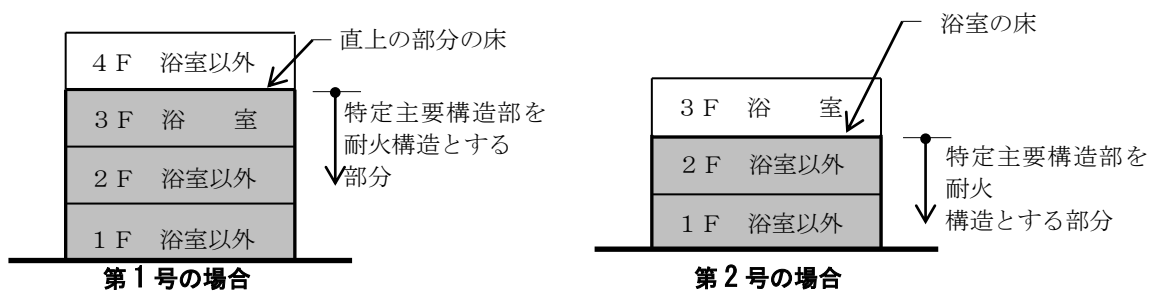 直上の部分の床
４Ｆ　浴室以外
３Ｆ　浴　　室
２Ｆ　浴室以外
１Ｆ　浴室以外
特定主要構造部を
耐火構造とする
部分
第１号の場合
浴室の床
３Ｆ　浴　　室
２Ｆ　浴室以外
１Ｆ　浴室以外
特定主要構造部を
耐火
構造とする部分
第２号の場合